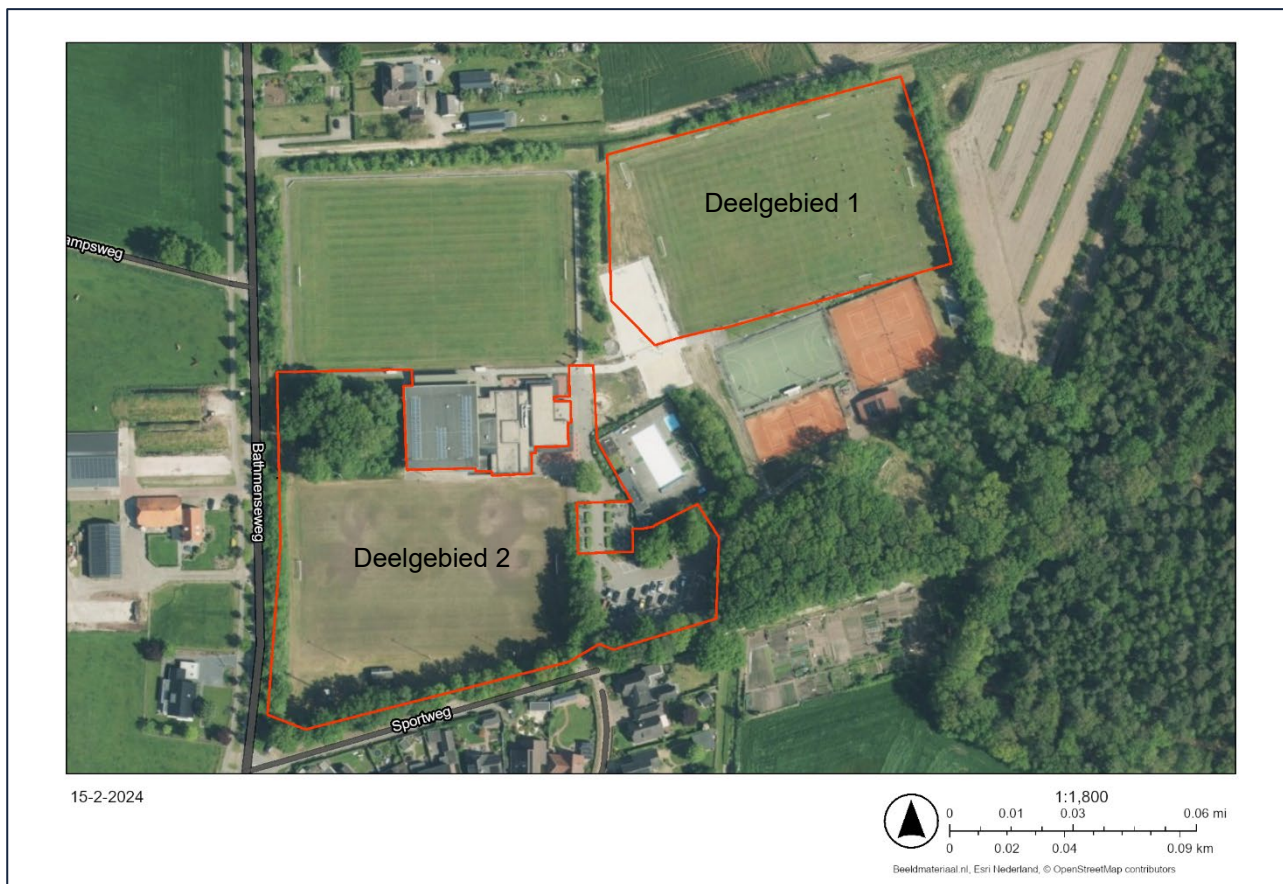 Deelgebied 1
ampsweg
Bathmenseweg
Deelgebied 2
Sportweg
15-2-2024
1:1,800
0 0.01 0.03 0.06 mi
0 0.02 0.04 0.09 km
Beeldmateriaal.nl, Esri Nederland, © OpenStreetMap contributors